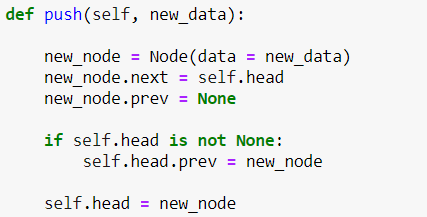 def push(self, new_data):
    new_node = Node(data = new_data)
    new_node.next = self.head
    new_node.prev = None
    if self.head is not None:
        self.head.prev = new_node
    self.head = new_node